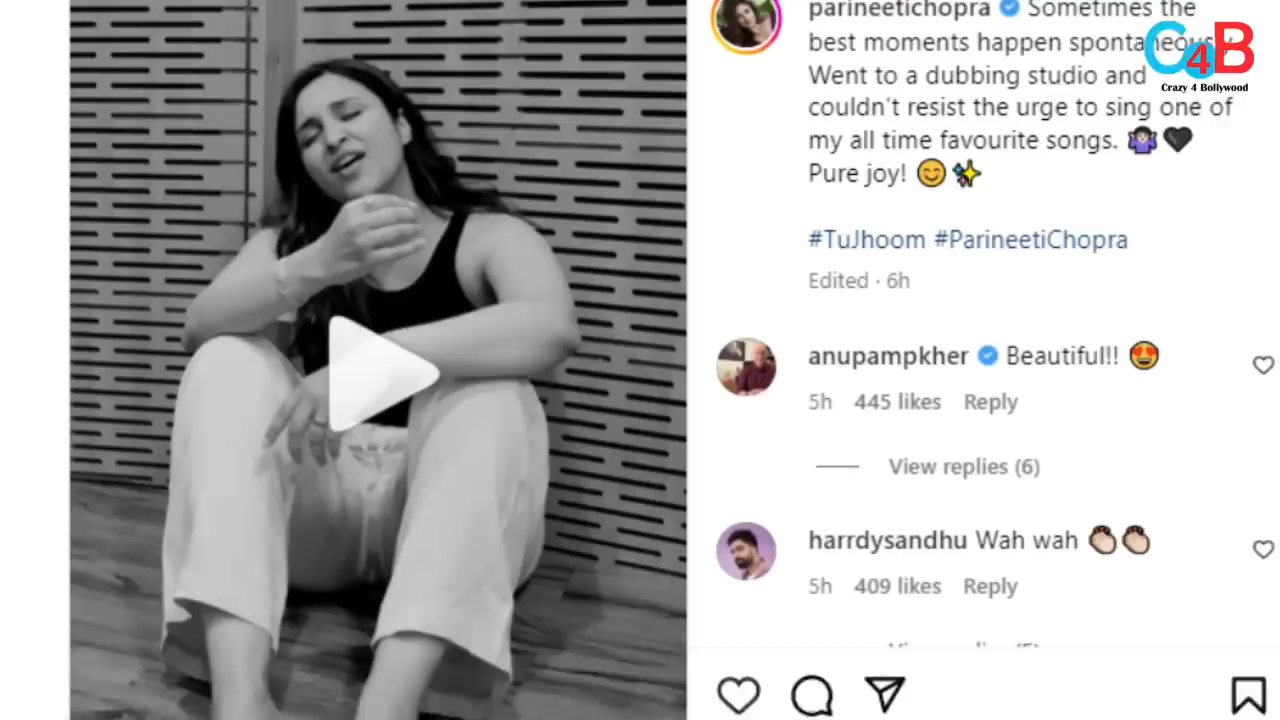 parineetichopra Sometimes the
best moments happen spontaneously
Went to a dubbing studio and
couldn't resist the urge to sing one of
my all time favourite songs. 🤷🏻‍♀️🖤
Pure joy! 😊✨
#TuJhoom #ParineetiChopra
Edited · 6h
anupampkher Beautiful!! 😍
5h 445 likes Reply
View replies (6)
harrdysandhu Wah wah 👏🏻👏🏻
5h 409 likes Reply
C4B
Crazy 4 Bollywood